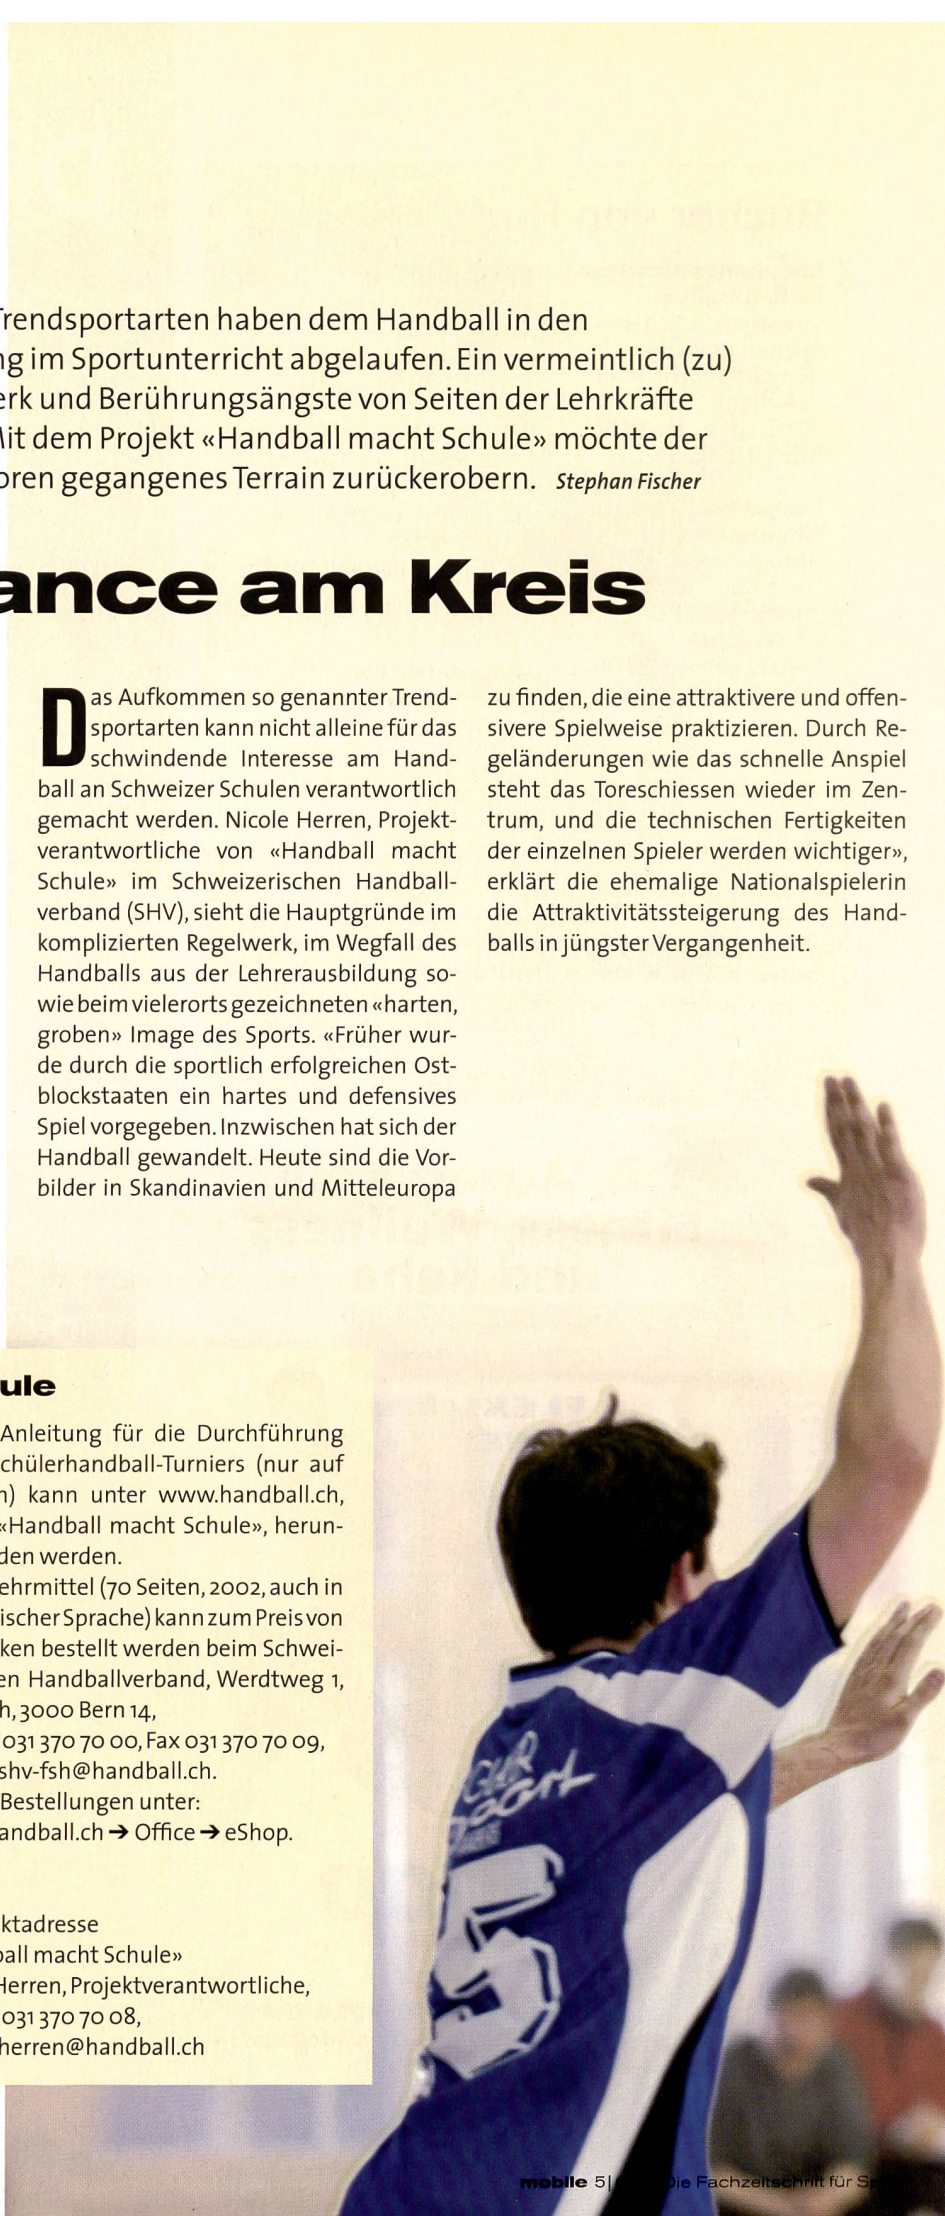 Trendsportarten haben dem Handball in den
ng im Sportunterricht abgelaufen. Ein vermeintlich (zu)
erk und Berührungsängste von Seiten der Lehrkräfte
Mit dem Projekt «Handball macht Schule» möchte der
oren gegangenes Terrain zurückerobern. Stephan Fischer
ance am Kreis
Das Aufkommen so genannter Trend-
sportarten kann nicht alleine für das
schwindende Interesse am Hand-
ball an Schweizer Schulen verantwortlich
gemacht werden. Nicole Herren, Projekt-
verantwortliche von «Handball macht
Schule» im Schweizerischen Handball-
verband (SHV), sieht die Hauptgründe im
komplizierten Regelwerk, im Wegfall des
Handballs aus der Lehrerausbildung so-
wie beim vielerorts gezeichneten «harten,
groben» Image des Sports. «Früher wur-
de durch die sportlich erfolgreichen Ost-
blockstaaten ein hartes und defensives
Spiel vorgegeben. Inzwischen hat sich der
Handball gewandelt. Heute sind die Vor-
bilder in Skandinavien und Mitteleuropa
zu finden, die eine attraktivere und offen-
sivere Spielweise praktizieren. Durch Re-
geländerungen wie das schnelle Anspiel
steht das Toreschiessen wieder im Zen-
trum, und die technischen Fertigkeiten
der einzelnen Spieler werden wichtiger»,
erklärt die ehemalige Nationalspielerin
die Attraktivitätssteigerung des Hand-
balls in jüngster Vergangenheit.
ule
Anleitung für die Durchführung
chülerhandball-Turniers (nur auf
n) kann unter www.handball.ch,
«Handball macht Schule», herun-
den werden.
ehrmittel (70 Seiten, 2002, auch in
ischer Sprache) kann zum Preis von
ken bestellt werden beim Schwei-
en Handballverband, Werdtweg 1,
h, 3000 Bern 14,
031 370 70 00, Fax 031 370 70 09,
shv-fsh@handball.ch.
Bestellungen unter:
andball.ch ➔ Office ➔ eShop.
ktadresse
ball macht Schule»
Herren, Projektverantwortliche,
031 370 70 08,
herren@handball.ch
5
mobile 5| Die Fachzeitschrift für S